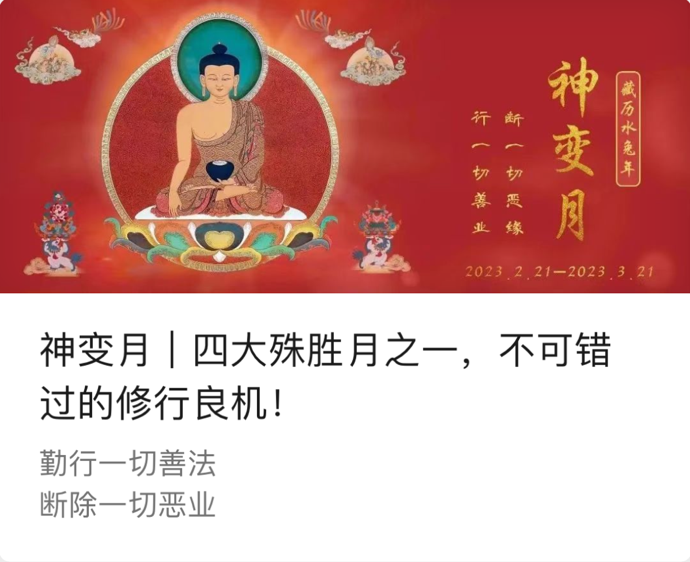 藏历水兔年
神变月
断一切恶缘
行一切善业
2023.2.21—2023.3.21
神变月｜四大殊胜月之一，不可错
过的修行良机！
勤行一切善法
断除一切恶业